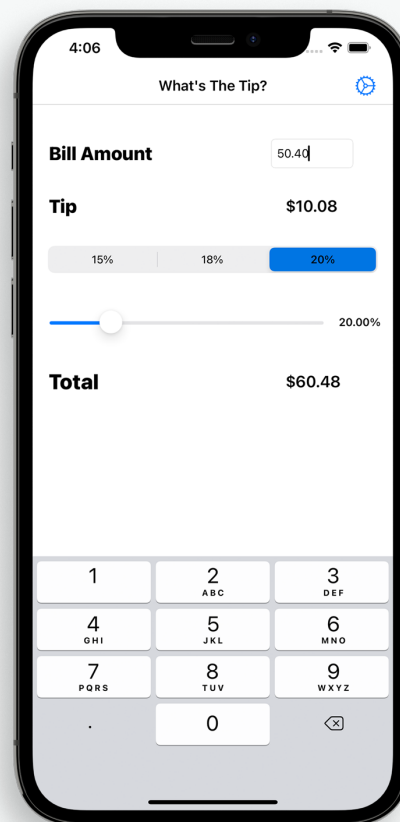 4:06
What's The Tip?
Bill Amount 50.40
Tip $10.08
15% 18% 20%
20.00%
Total $60.48
1 2 3
ABC DEF
4 5 6
GHI JKL MNO
7 8 9
PQRS TUV WXYZ
. 0